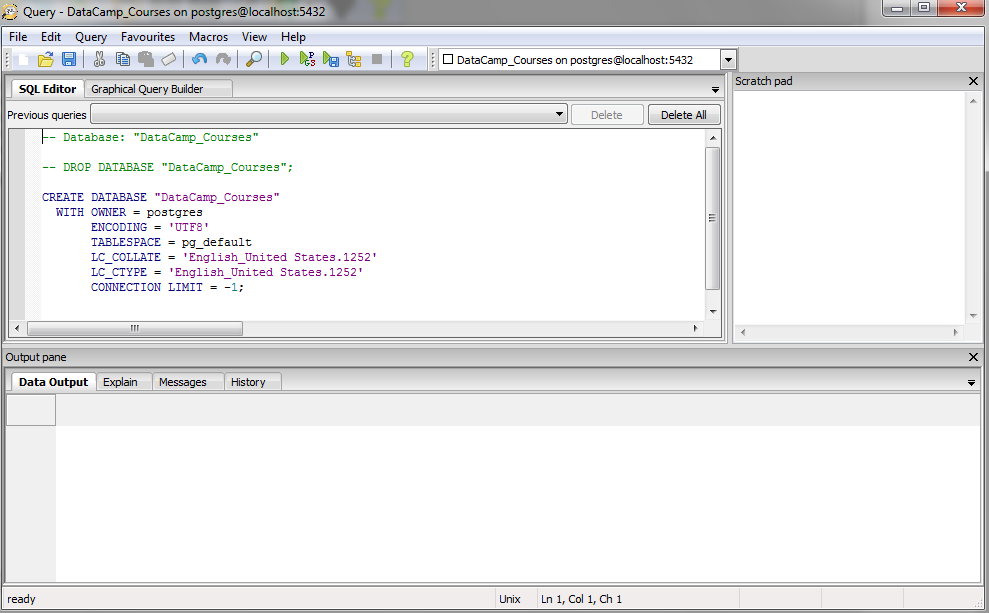 Query - DataCamp_Courses on postgres@localhost:5432
File Edit Query Favourites Macros View Help
DataCamp_Courses on postgres@localhost:5432
SQL Editor Graphical Query Builder
Previous queries Delete Delete All
-- Database: "DataCamp_Courses"
-- DROP DATABASE "DataCamp_Courses";
CREATE DATABASE "DataCamp_Courses"
WITH OWNER = postgres
ENCODING = 'UTF8'
TABLESPACE = pg_default
LC_COLLATE = 'English_United States.1252'
LC_CTYPE = 'English_United States.1252'
CONNECTION LIMIT = -1;
Scratch pad
Output pane
Data Output Explain Messages History
ready Unix Ln 1, Col 1, Ch 1